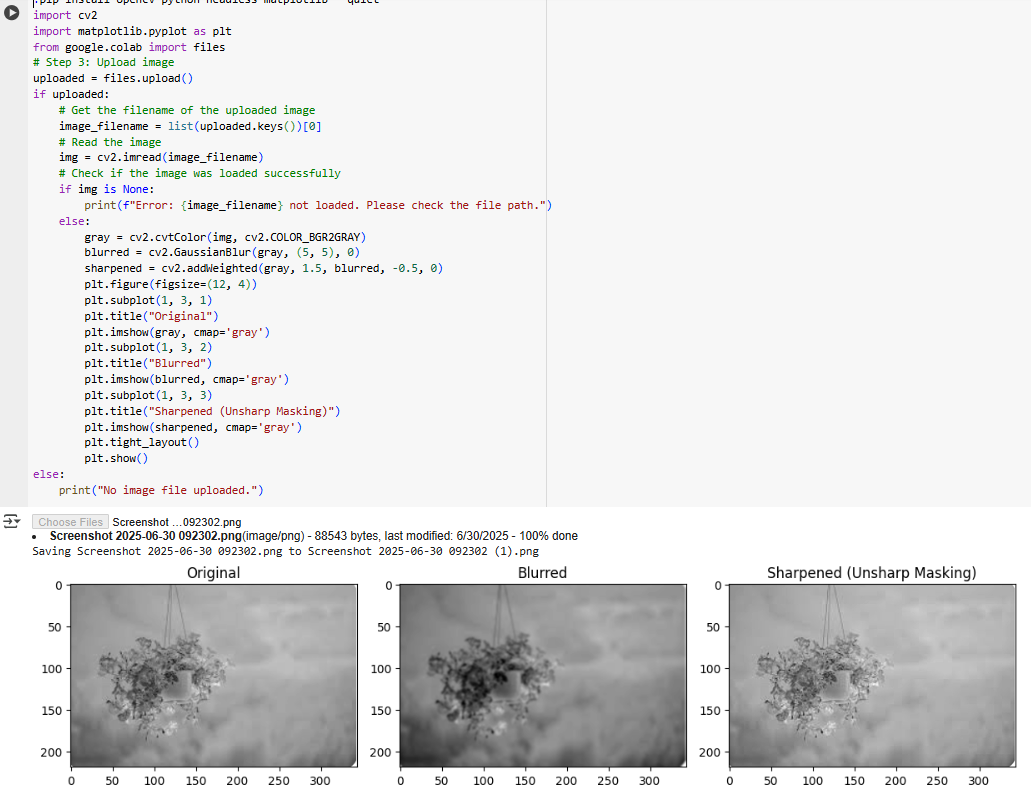 !pip install opencv-python-headless matplotlib --quiet
import cv2
import matplotlib.pyplot as plt
from google.colab import files
# Step 3: Upload image
uploaded = files.upload()
if uploaded:
    # Get the filename of the uploaded image
    image_filename = list(uploaded.keys())[0]
    # Read the image
    img = cv2.imread(image_filename)
    # Check if the image was loaded successfully
    if img is None:
        print(f"Error: {image_filename} not loaded. Please check the file path.")
    else:
        gray = cv2.cvtColor(img, cv2.COLOR_BGR2GRAY)
        blurred = cv2.GaussianBlur(gray, (5, 5), 0)
        sharpened = cv2.addWeighted(gray, 1.5, blurred, -0.5, 0)
        plt.figure(figsize=(12, 4))
        plt.subplot(1, 3, 1)
        plt.title("Original")
        plt.imshow(gray, cmap='gray')
        plt.subplot(1, 3, 2)
        plt.title("Blurred")
        plt.imshow(blurred, cmap='gray')
        plt.subplot(1, 3, 3)
        plt.title("Sharpened (Unsharp Masking)")
        plt.imshow(sharpened, cmap='gray')
        plt.tight_layout()
        plt.show()
else:
    print("No image file uploaded.")
Choose Files Screenshot ...092302.png
• Screenshot 2025-06-30 092302.png(image/png) - 88543 bytes, last modified: 6/30/2025 - 100% done
Saving Screenshot 2025-06-30 092302.png to Screenshot 2025-06-30 092302 (1).png
Original Blurred Sharpened (Unsharp Masking)
0 0 0
50 50 50
100 100 100
150 150 150
200 200 200
0 50 100 150 200 250 300 0 50 100 150 200 250 300 0 50 100 150 200 250 300